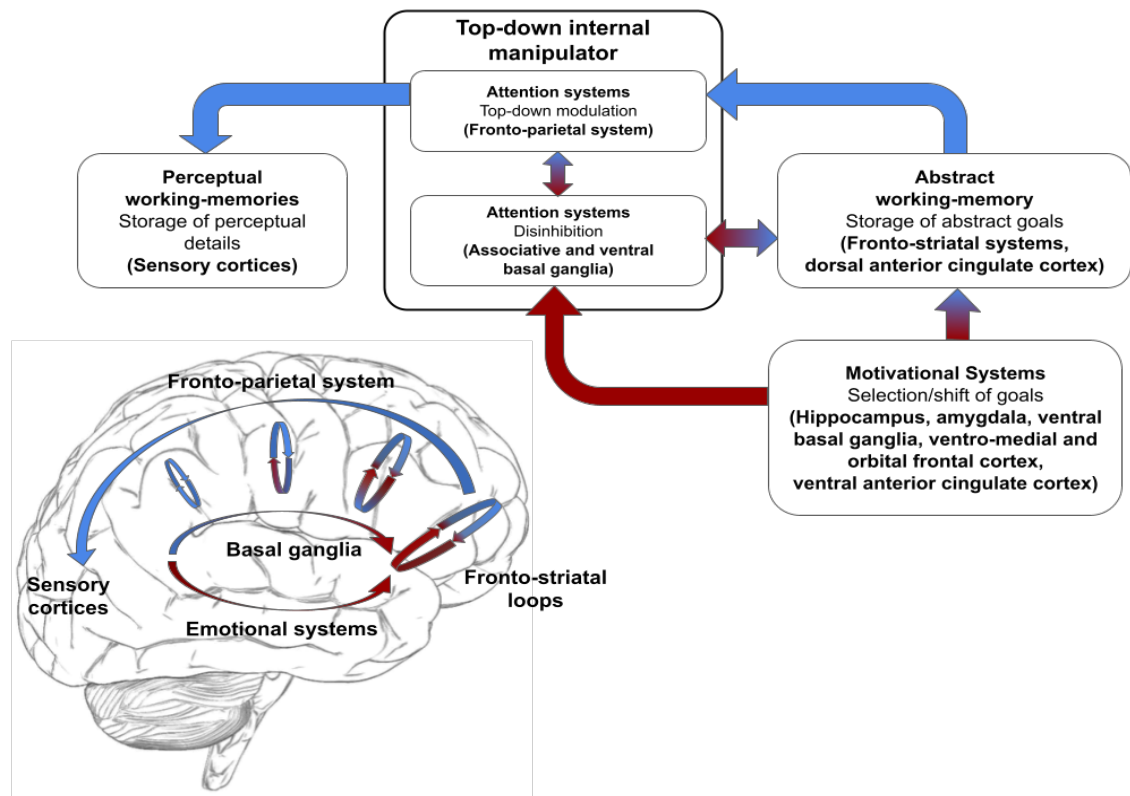 Top-down internal
manipulator
Attention systems
Top-down modulation
(Fronto-parietal system)
Attention systems
Disinhibition
(Associative and ventral
basal ganglia)
Perceptual
working-memories
Storage of perceptual
details
(Sensory cortices)
Abstract
working-memory
Storage of abstract goals
(Fronto-striatal systems,
dorsal anterior cingulate cortex)
Motivational Systems
Selection/shift of goals
(Hippocampus, amygdala, ventral
basal ganglia, ventro-medial and
orbital frontal cortex,
ventral anterior cingulate cortex)
Fronto-parietal system
Basal ganglia
Sensory
cortices
Fronto-striatal
loops
Emotional systems